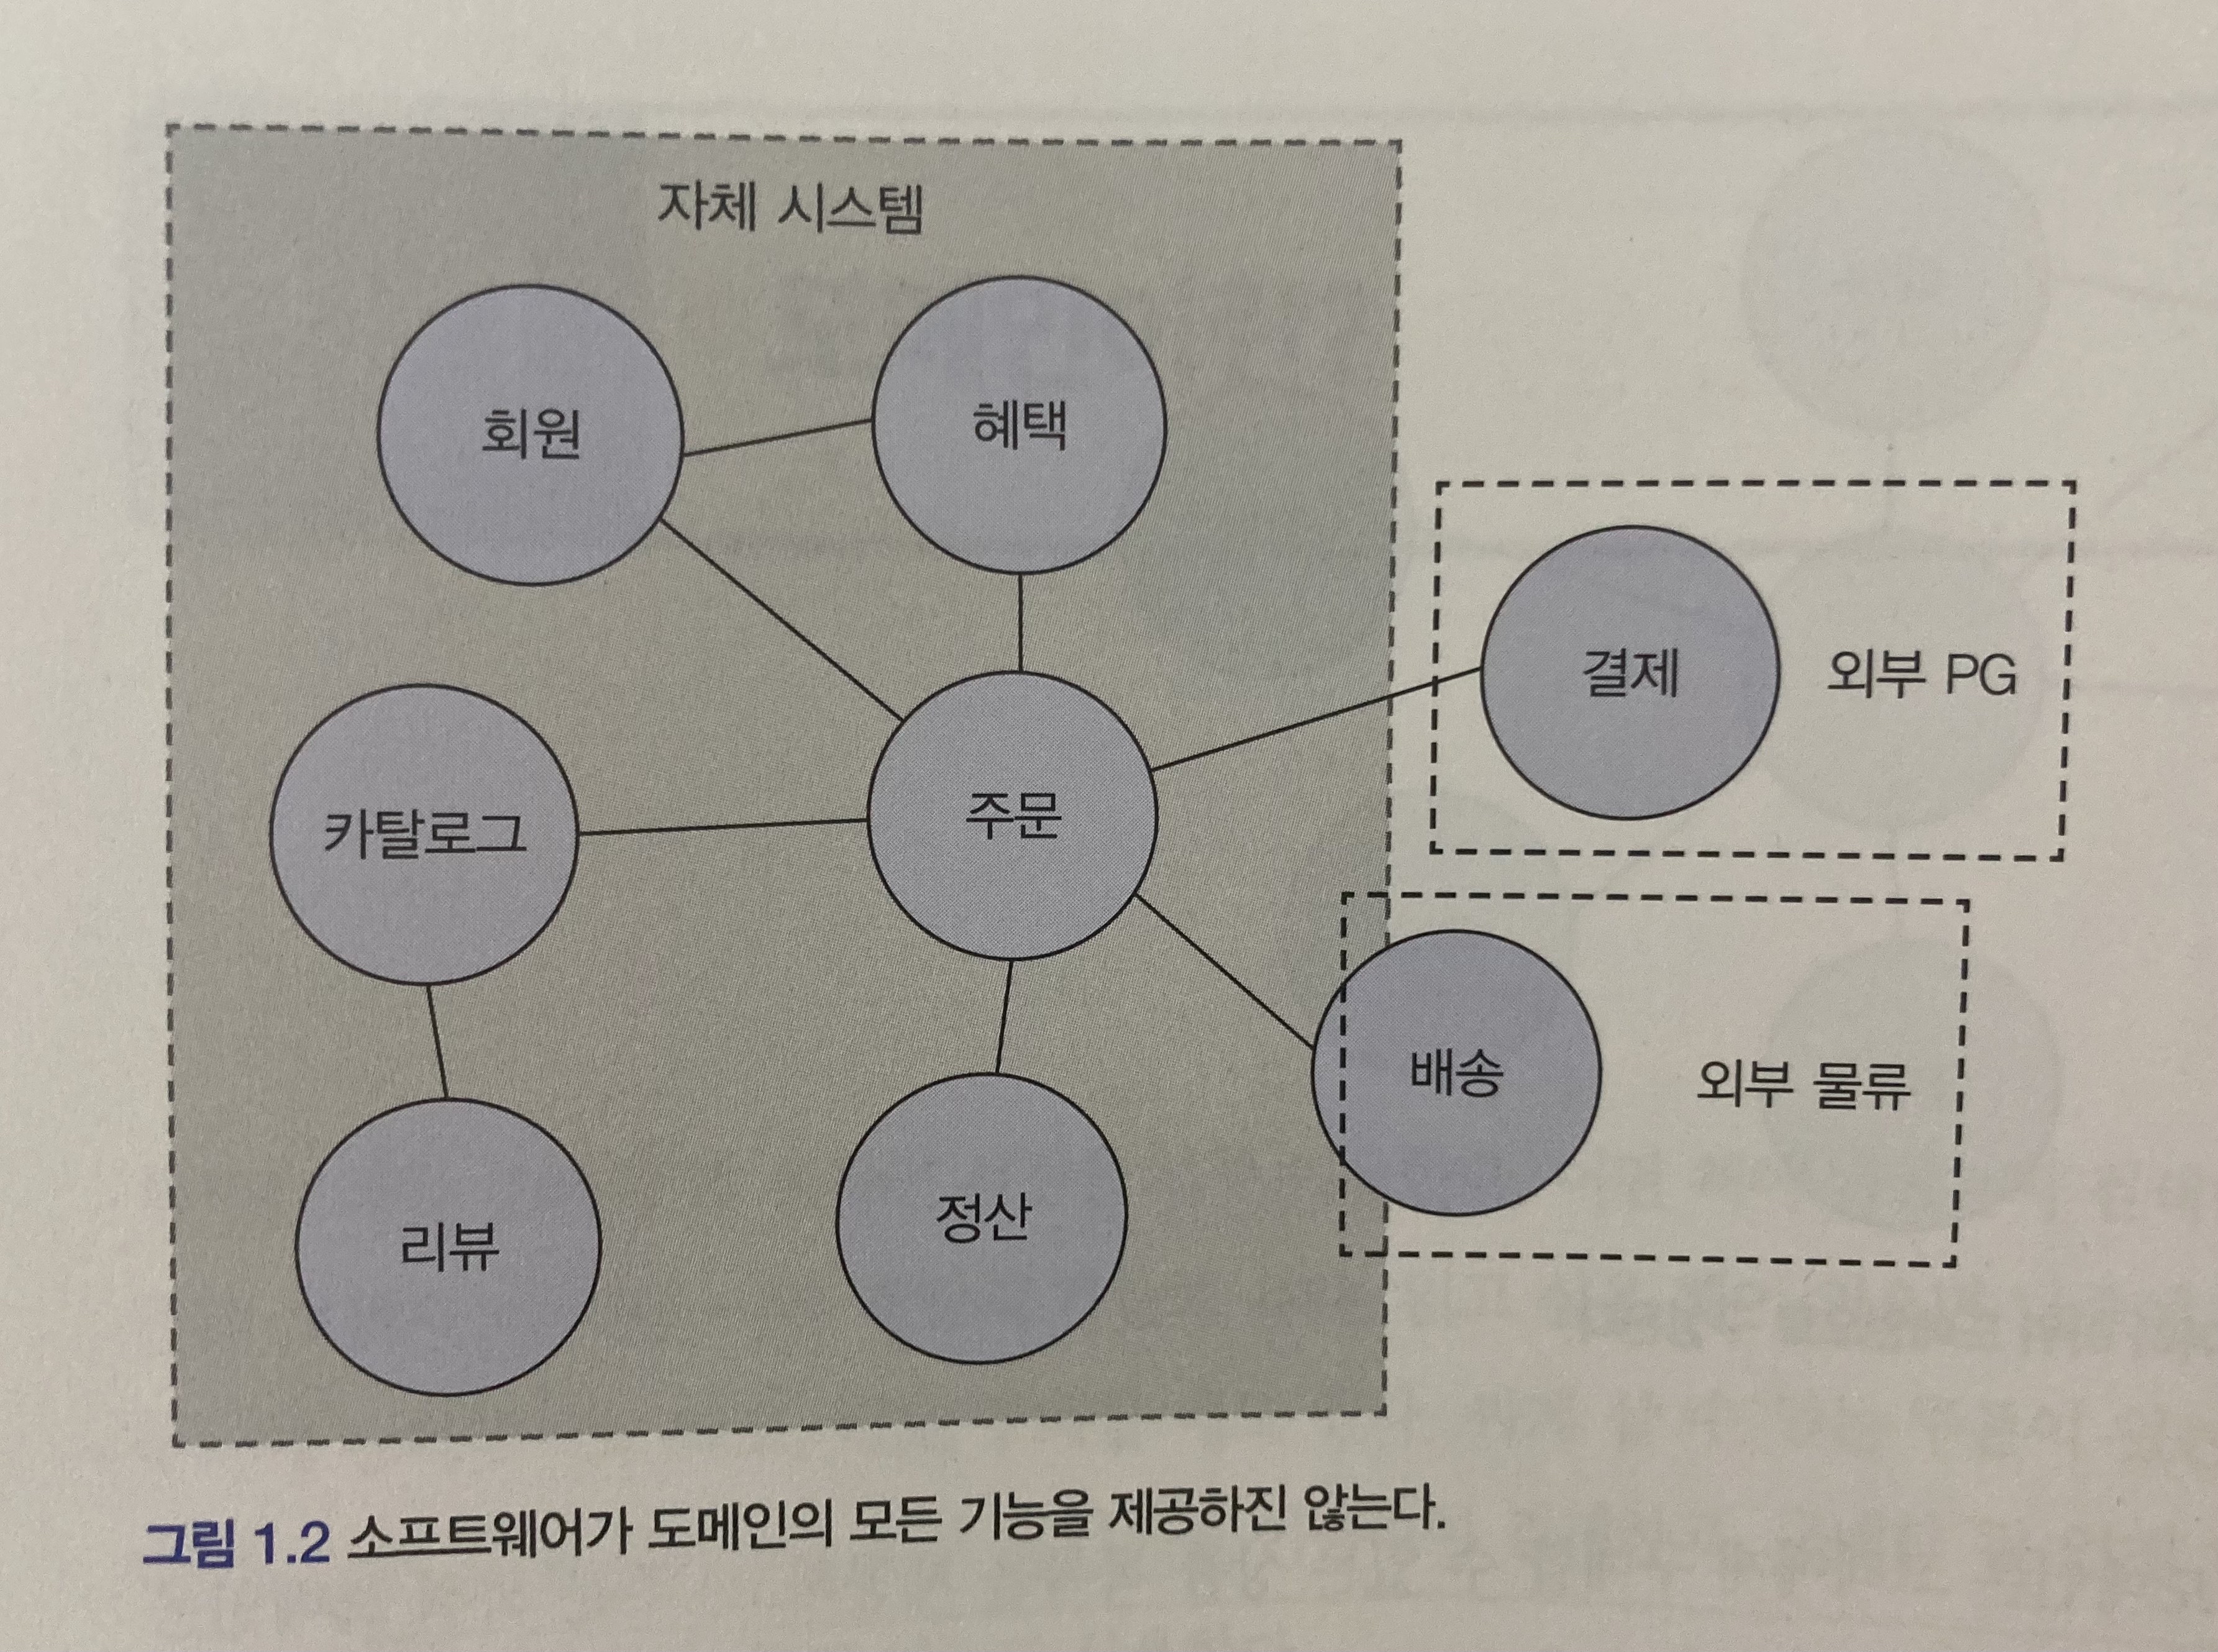 자체 시스템
회원
혜택
결제
외부 PG
카탈로그
주문
배송
외부 물류
리뷰
정산
그림 1.2 소프트웨어가 도메인의 모든 기능을 제공하진 않는다.